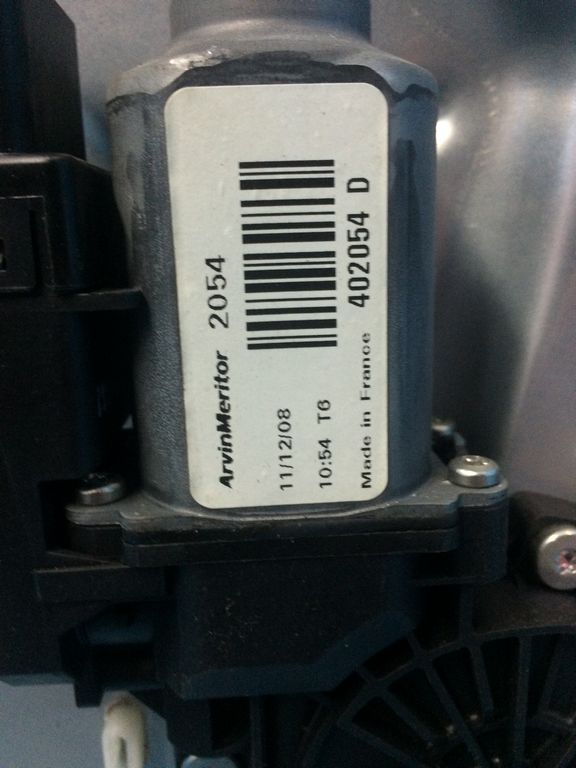 ArvinMeritor 2054
402054 D
11/12/08
10:54 T6
Made in France